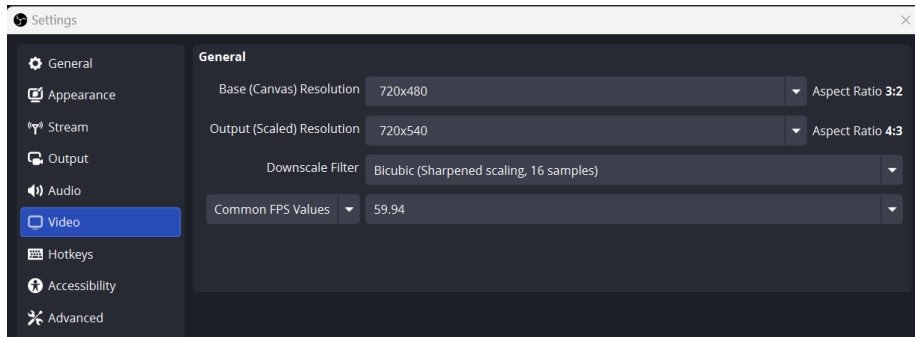 Settings
General
Appearance
Stream
Output
Audio
Video
Hotkeys
Accessibility
Advanced
General
Base (Canvas) Resolution 720x480 Aspect Ratio 3:2
Output (Scaled) Resolution 720x540 Aspect Ratio 4:3
Downscale Filter Bicubic (Sharpened scaling, 16 samples)
Common FPS Values 59.94